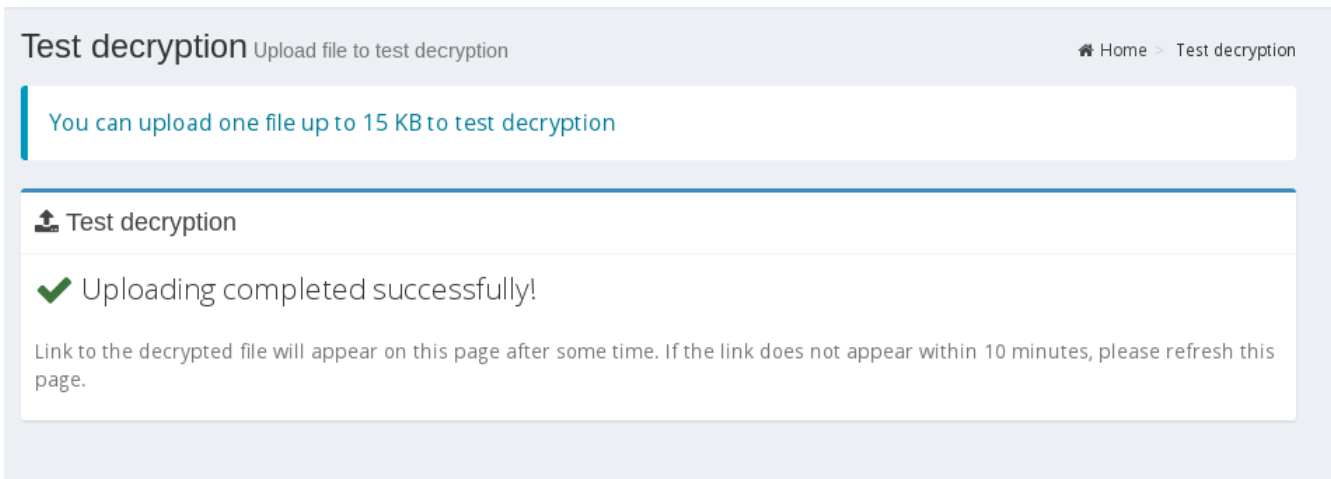 Test decryption Upload file to test decryption
Home > Test decryption
You can upload one file up to 15 KB to test decryption
Test decryption
Uploading completed successfully!
Link to the decrypted file will appear on this page after some time. If the link does not appear within 10 minutes, please refresh this
page.